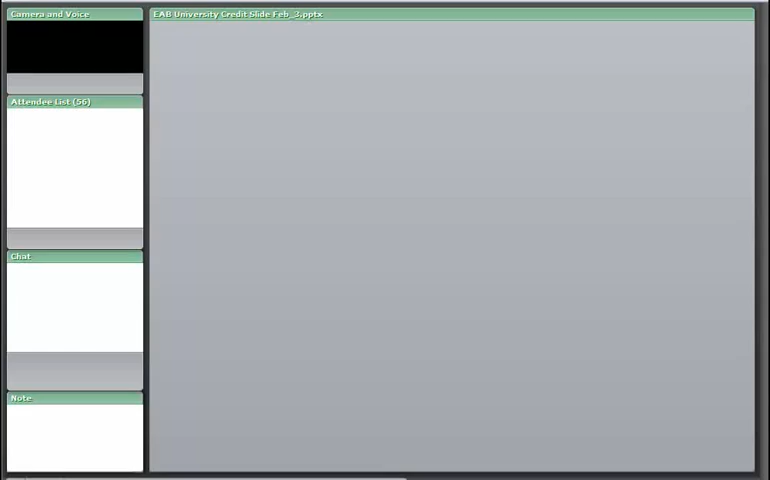 Camera and Voice
EAB University Credit Slide Feb_3.pptx
Attendee List (56)
Chat
Note